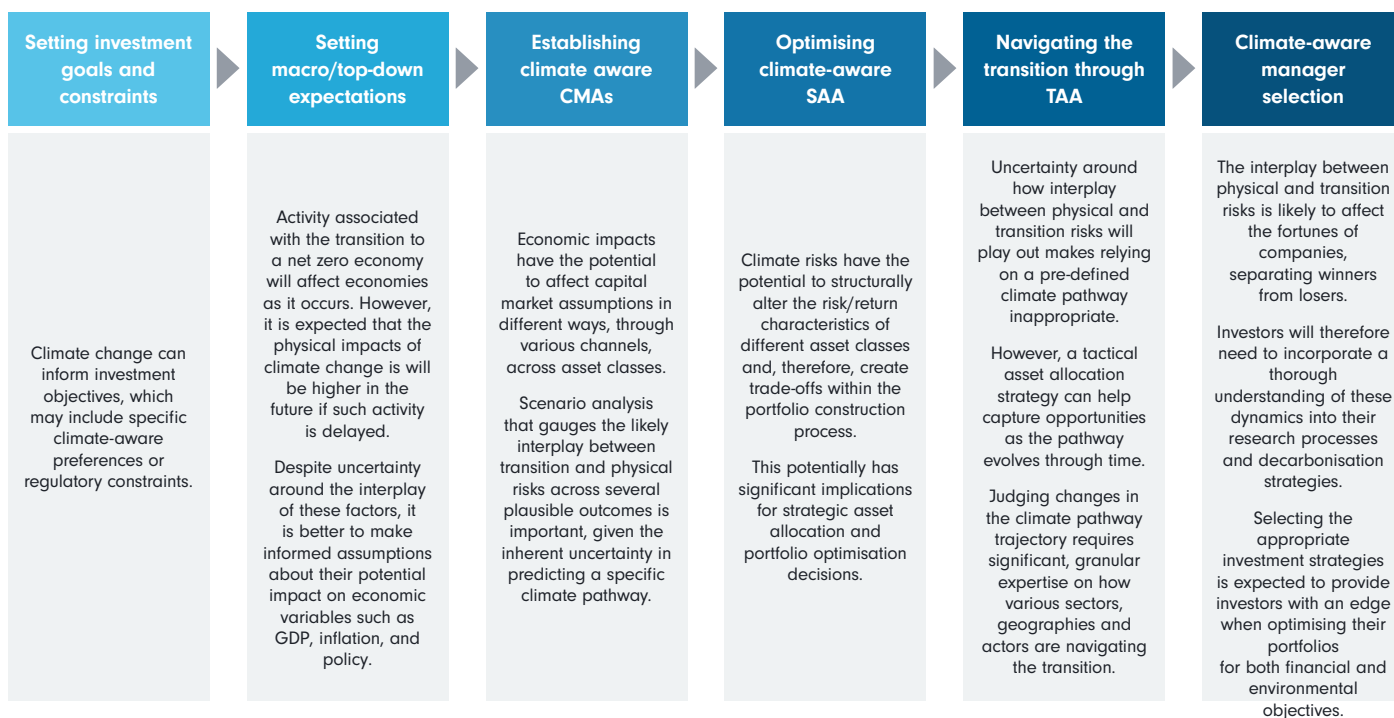 Setting investment
goals and
constraints
Setting
macro/top-down
expectations
Establishing
climate aware
CMAs
Optimising
climate-aware
SAA
Navigating the
transition through
TAA
Climate-aware
manager
selection
Climate change can
inform investment
objectives, which
may include specific
climate-aware
preferences or
regulatory constraints.
Activity associated
with the transition to
a net zero economy
will affect economies
as it occurs. However,
it is expected that the
physical impacts of
climate change is will
be higher in the
future if such activity
is delayed.
Despite uncertainty
around the interplay
of these factors, it
is better to make
informed assumptions
about their potential
impact on economic
variables such as
GDP, inflation, and
policy.
Economic impacts
have the potential
to affect capital
market assumptions in
different ways, through
various channels,
across asset classes.
Scenario analysis
that gauges the likely
interplay between
transition and physical
risks across several
plausible outcomes is
important, given the
inherent uncertainty in
predicting a specific
climate pathway.
Climate risks have the
potential to structurally
alter the risk/return
characteristics of
different asset classes
and, therefore, create
trade-offs within the
portfolio construction
process.
This potentially has
significant implications
for strategic asset
allocation and
portfolio optimisation
decisions.
Uncertainty around
how interplay
between physical and
transition risks will
play out makes relying
on a pre-defined
climate pathway
inappropriate.
However, a tactical
asset allocation
strategy can help
capture opportunities
as the pathway
evolves through time.
Judging changes in
the climate pathway
trajectory requires
significant, granular
expertise on how
various sectors,
geographies and
actors are navigating
the transition.
The interplay between
physical and transition
risks is likely to affect
the fortunes of
companies,
separating winners
from losers.
Investors will therefore
need to incorporate a
thorough
understanding of these
dynamics into their
research processes
and decarbonisation
strategies.
Selecting the
appropriate
investment strategies
is expected to provide
investors with an edge
when optimising their
portfolios
for both financial and
environmental
objectives.